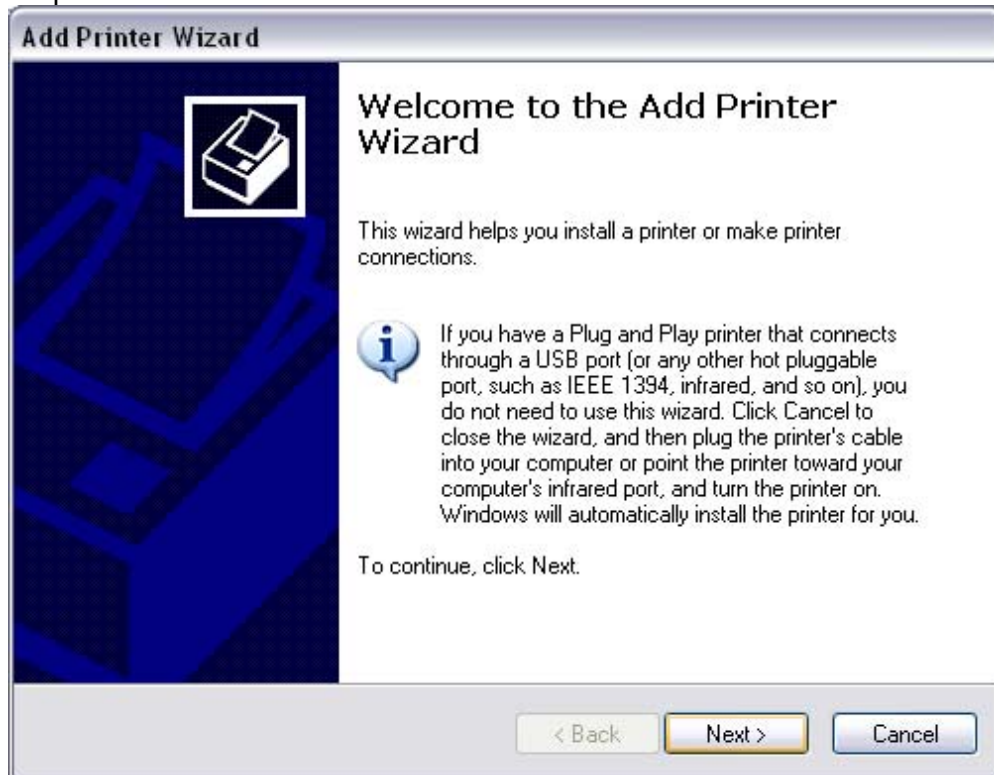 Add Printer Wizard
Welcome to the Add Printer
Wizard
This wizard helps you install a printer or make printer
connections.
If you have a Plug and Play printer that connects
through a USB port (or any other hot pluggable
port, such as IEEE 1394, infrared, and so on), you
do not need to use this wizard. Click Cancel to
close the wizard, and then plug the printer's cable
into your computer or point the printer toward your
computer's infrared port, and turn the printer on.
Windows will automatically install the printer for you.
To continue, click Next.
< Back Next > Cancel